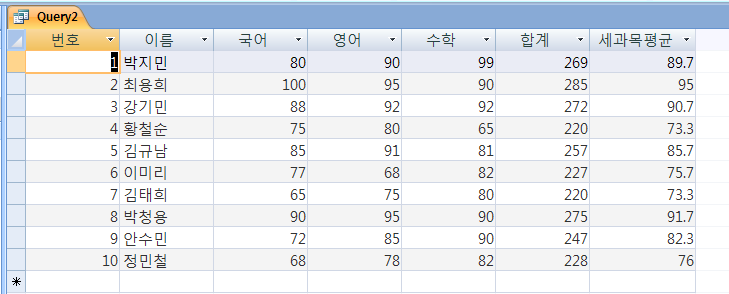 Query2
번호 이름 국어 영어 수학 합계 세과목평균
1 박지민 80 90 99 269 89.7
2 최용희 100 95 90 285 95
3 강기민 88 92 92 272 90.7
4 황철순 75 80 65 220 73.3
5 김규남 85 91 81 257 85.7
6 이미리 77 68 82 227 75.7
7 김태희 65 75 80 220 73.3
8 박청용 90 95 90 275 91.7
9 안수민 72 85 90 247 82.3
10 정민철 68 78 82 228 76